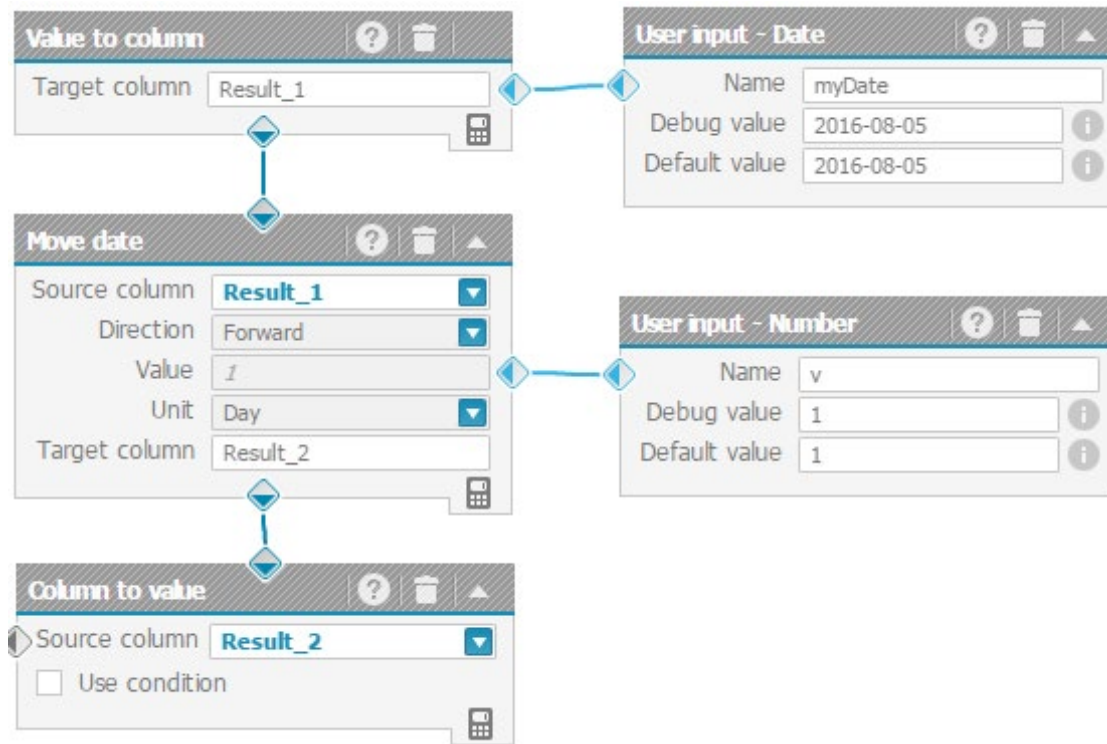 Value to column
Target column Result_1
User input - Date
Name myDate
Debug value 2016-08-05
Default value 2016-08-05
Move date
Source column Result_1
Direction Forward
Value 1
Unit Day
Target column Result_2
User input - Number
Name v
Debug value 1
Default value 1
Column to value
Source column Result_2
Use condition